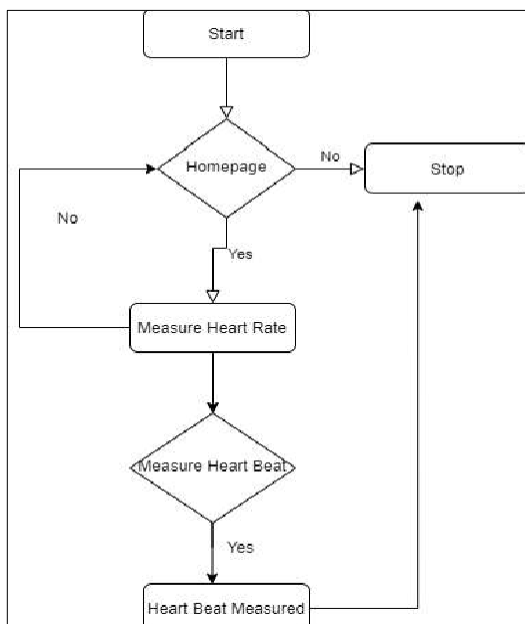 Start
Homepage
No
Stop
No
Yes
Measure Heart Rate
Measure Heart Beat
Yes
Heart Beat Measured